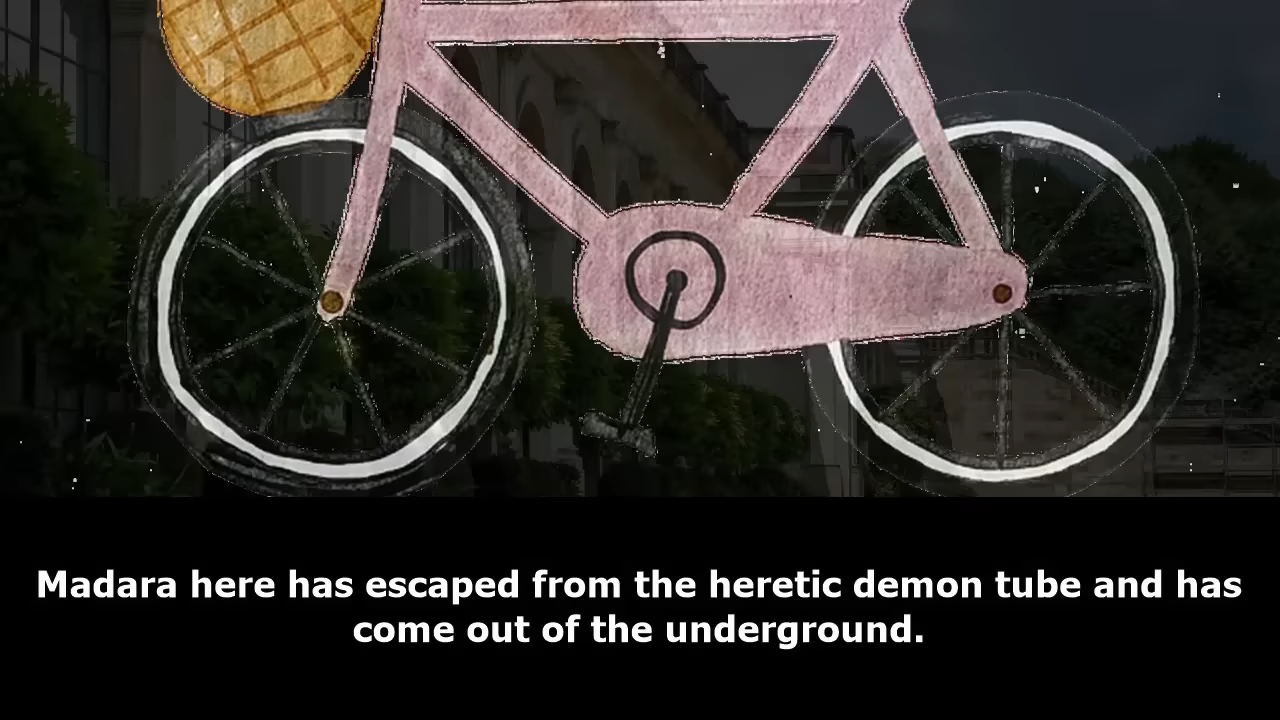 Madara here has escaped from the heretic demon tube and has
come out of the underground.